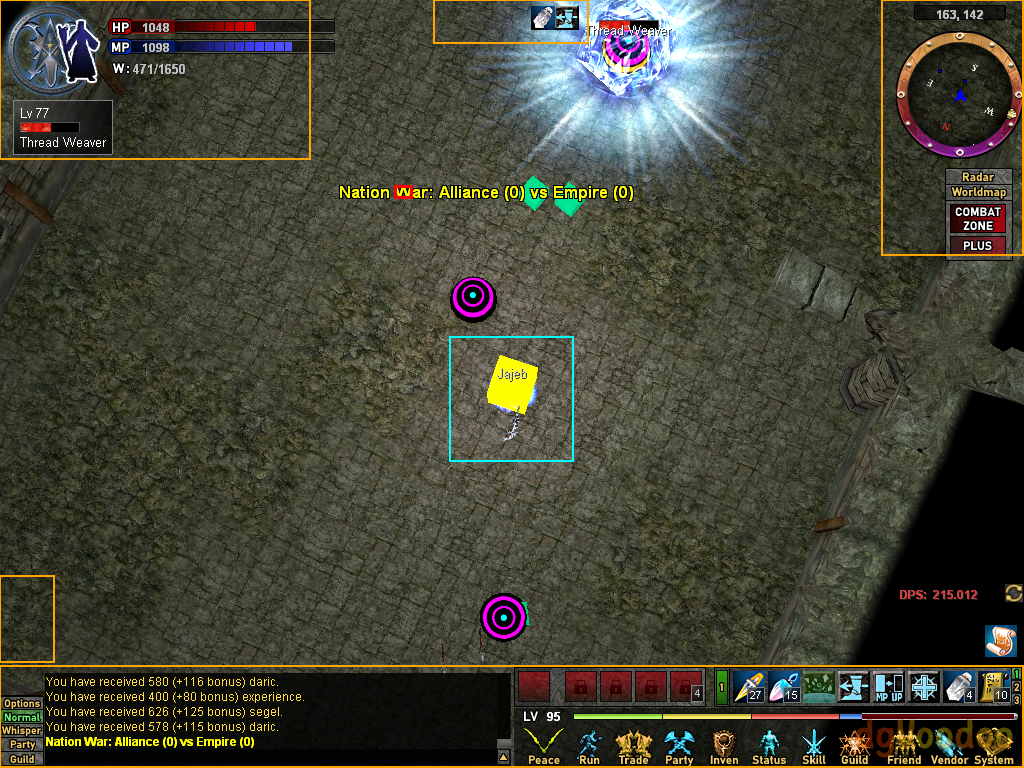 HP 1048
MP 1098
W: 471/1650
Lv 77
Thread Weaver
Thread Weaver
163, 142
S
E
W
N
Radar
Worldmap
COMBAT
ZONE
PLUS
Nation War: Alliance (0) vs Empire (0)
Jajeb
DPS: 215.012
Options
Normal
Whisper
Party
Guild
You have received 580 (+116 bonus) daric.
You have received 400 (+80 bonus) experience.
You have received 626 (+125 bonus) segel.
You have received 578 (+115 bonus) daric.
Nation War: Alliance (0) vs Empire (0)
4
1
27
15
MP UP
4
10
1
2
3
LV 95
Peace
Run
Trade
Party
Inven
Status
Skill
Guild
Friend
Vendor
System
dgVoodoo